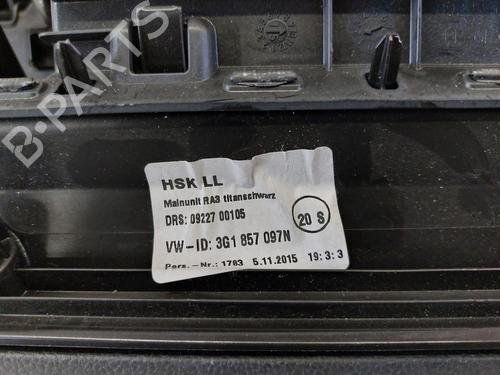 B-PARTS
HSK LL
Mainunit RA3 titanschwarz
DRS: 09227 00105
20 S
VW-ID: 3G1 857 097N
Pers.-Nr.: 1783 5.11.2015 19:3:3